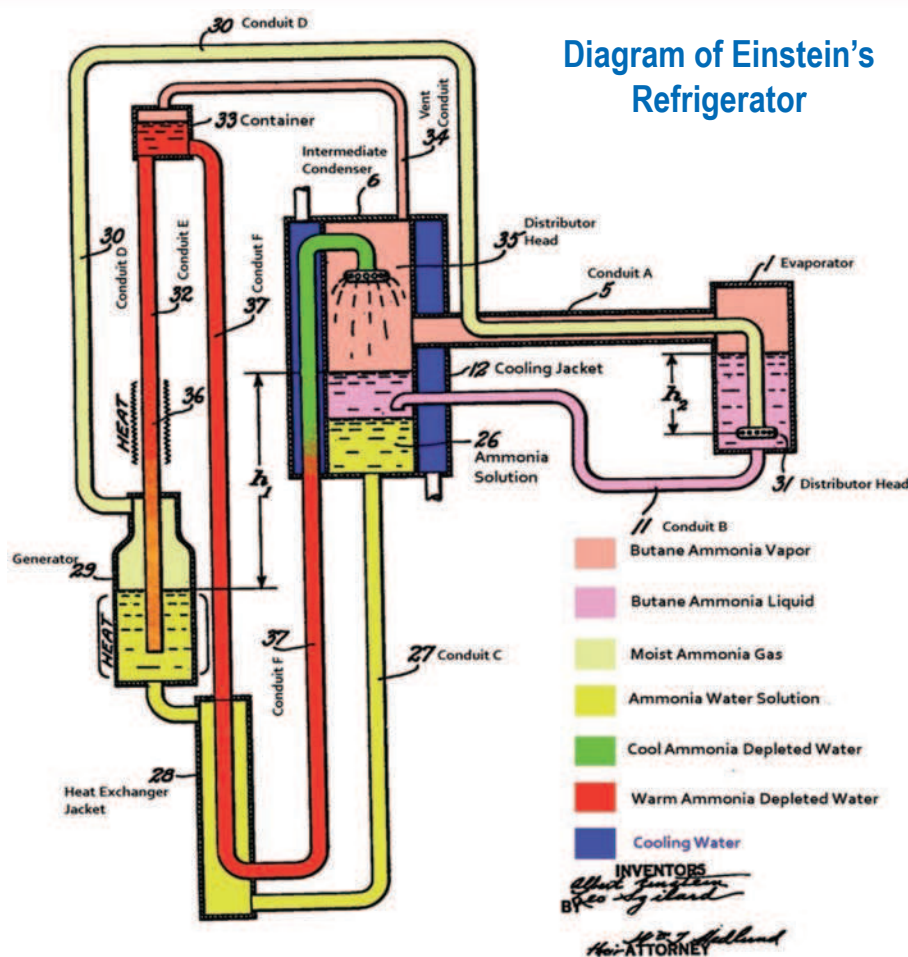 30 Conduit D
Diagram of Einstein's
Refrigerator
33 Container
Vent
Conduit
34
Intermediate
Condenser
6
Distributor
Head
35
Conduit A
5
1 Evaporator
30
Conduit D
32
Conduit E
Conduit F
37
12 Cooling Jacket
h2
HEAT
36
26
Ammonia
Solution
h1
31 Distributor Head
11 Conduit B
Generator
29
HEAT
37
Conduit F
27 Conduit C
28
Heat Exchanger
Jacket
Butane Ammonia Vapor
Butane Ammonia Liquid
Moist Ammonia Gas
Ammonia Water Solution
Cool Ammonia Depleted Water
Warm Ammonia Depleted Water
Cooling Water
INVENTORS
Albert Einstein
BY Leo Szilard
ATTORNEY